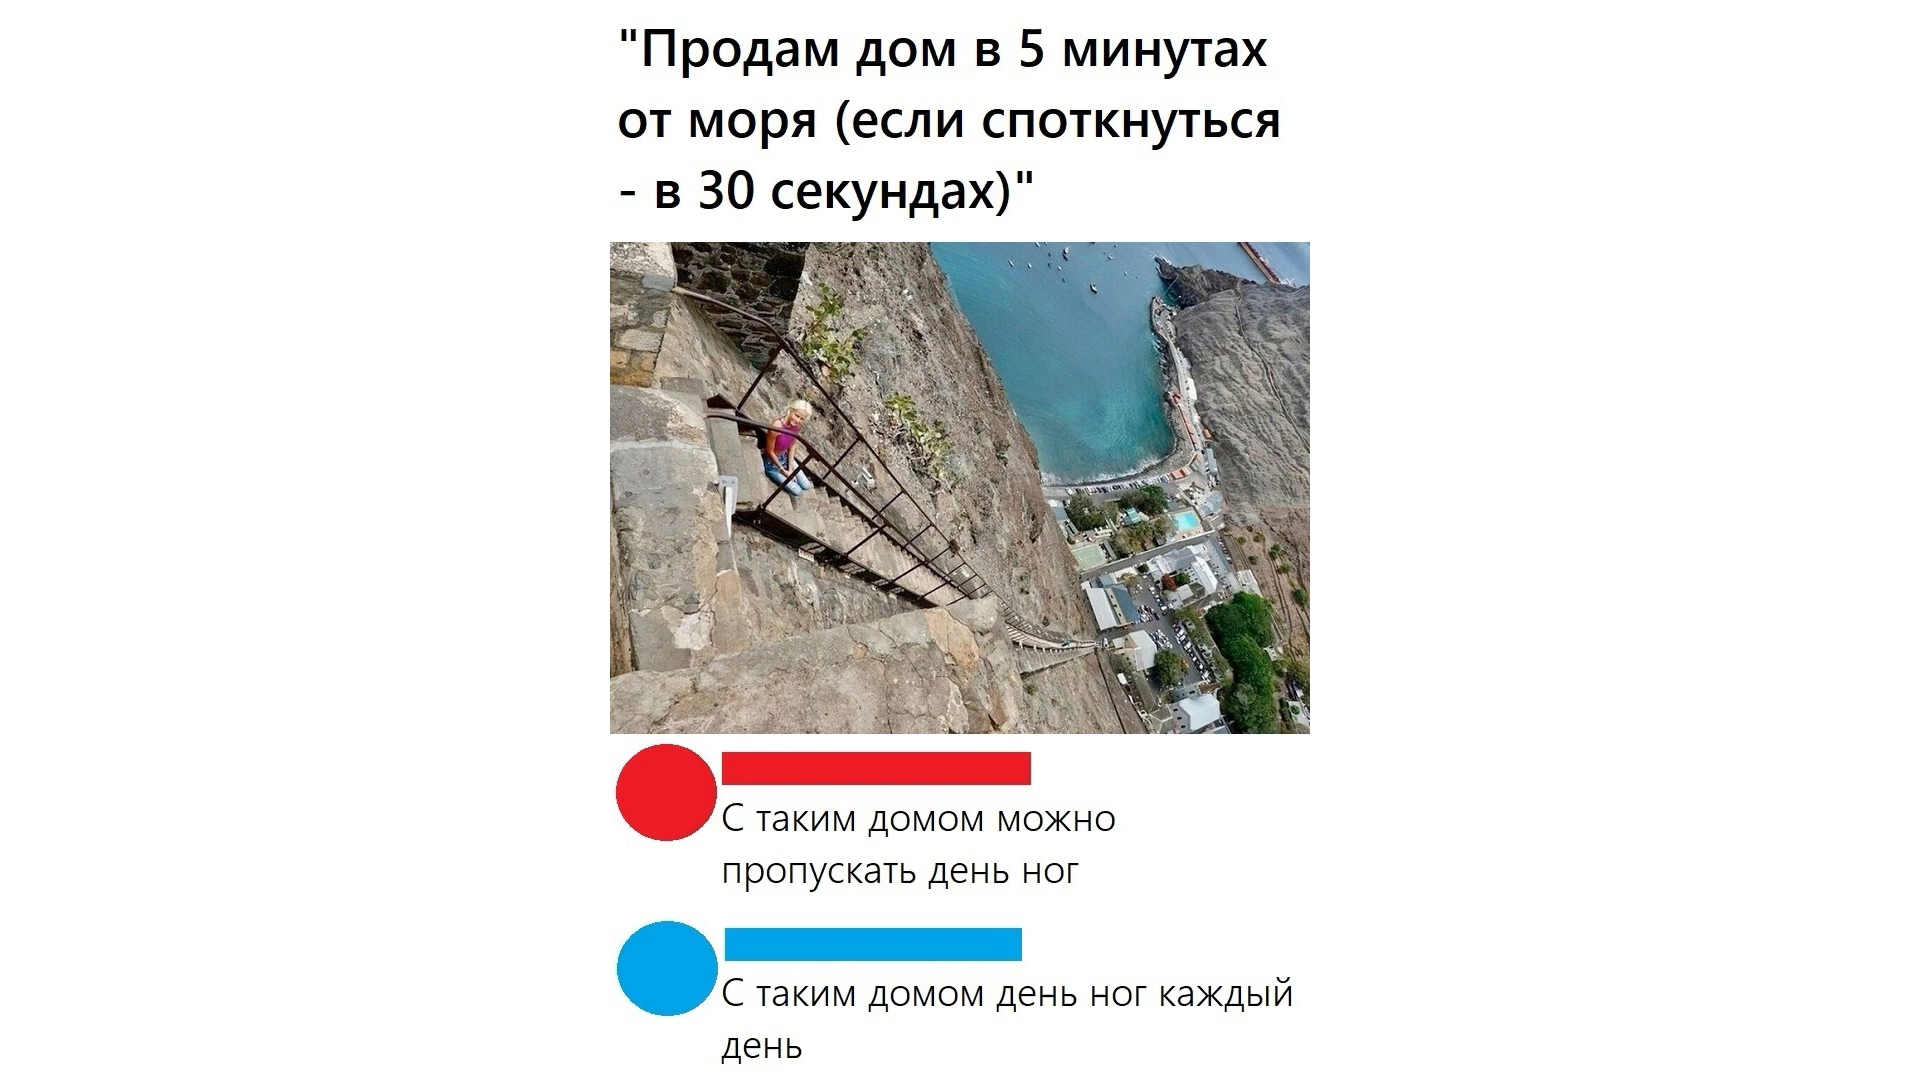 "Продам дом в 5 минутах
от моря (если споткнуться
- в 30 секундах)"
С таким домом можно
пропускать день ног
С таким домом день ног каждый
день